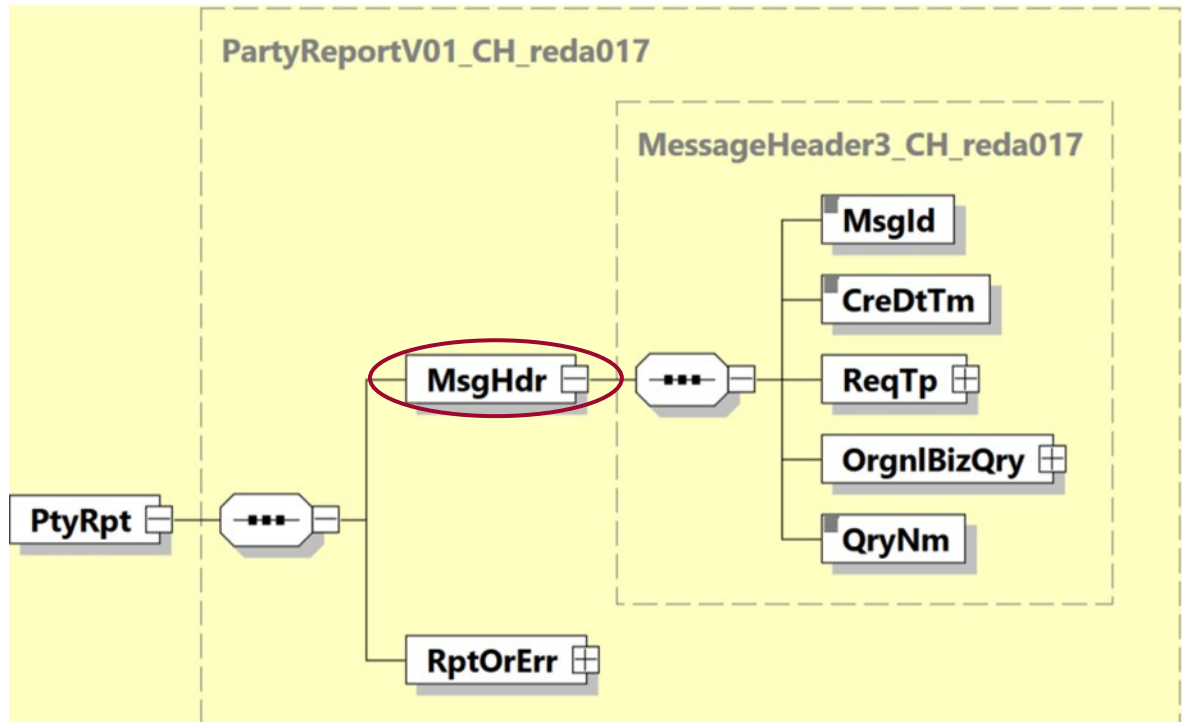 PartyReportV01_CH_reda017
MessageHeader3_CH_reda017
MsgId
CreDtTm
MsgHdr
ReqTp
OrgnlBizQry
PtyRpt
QryNm
RptOrErr